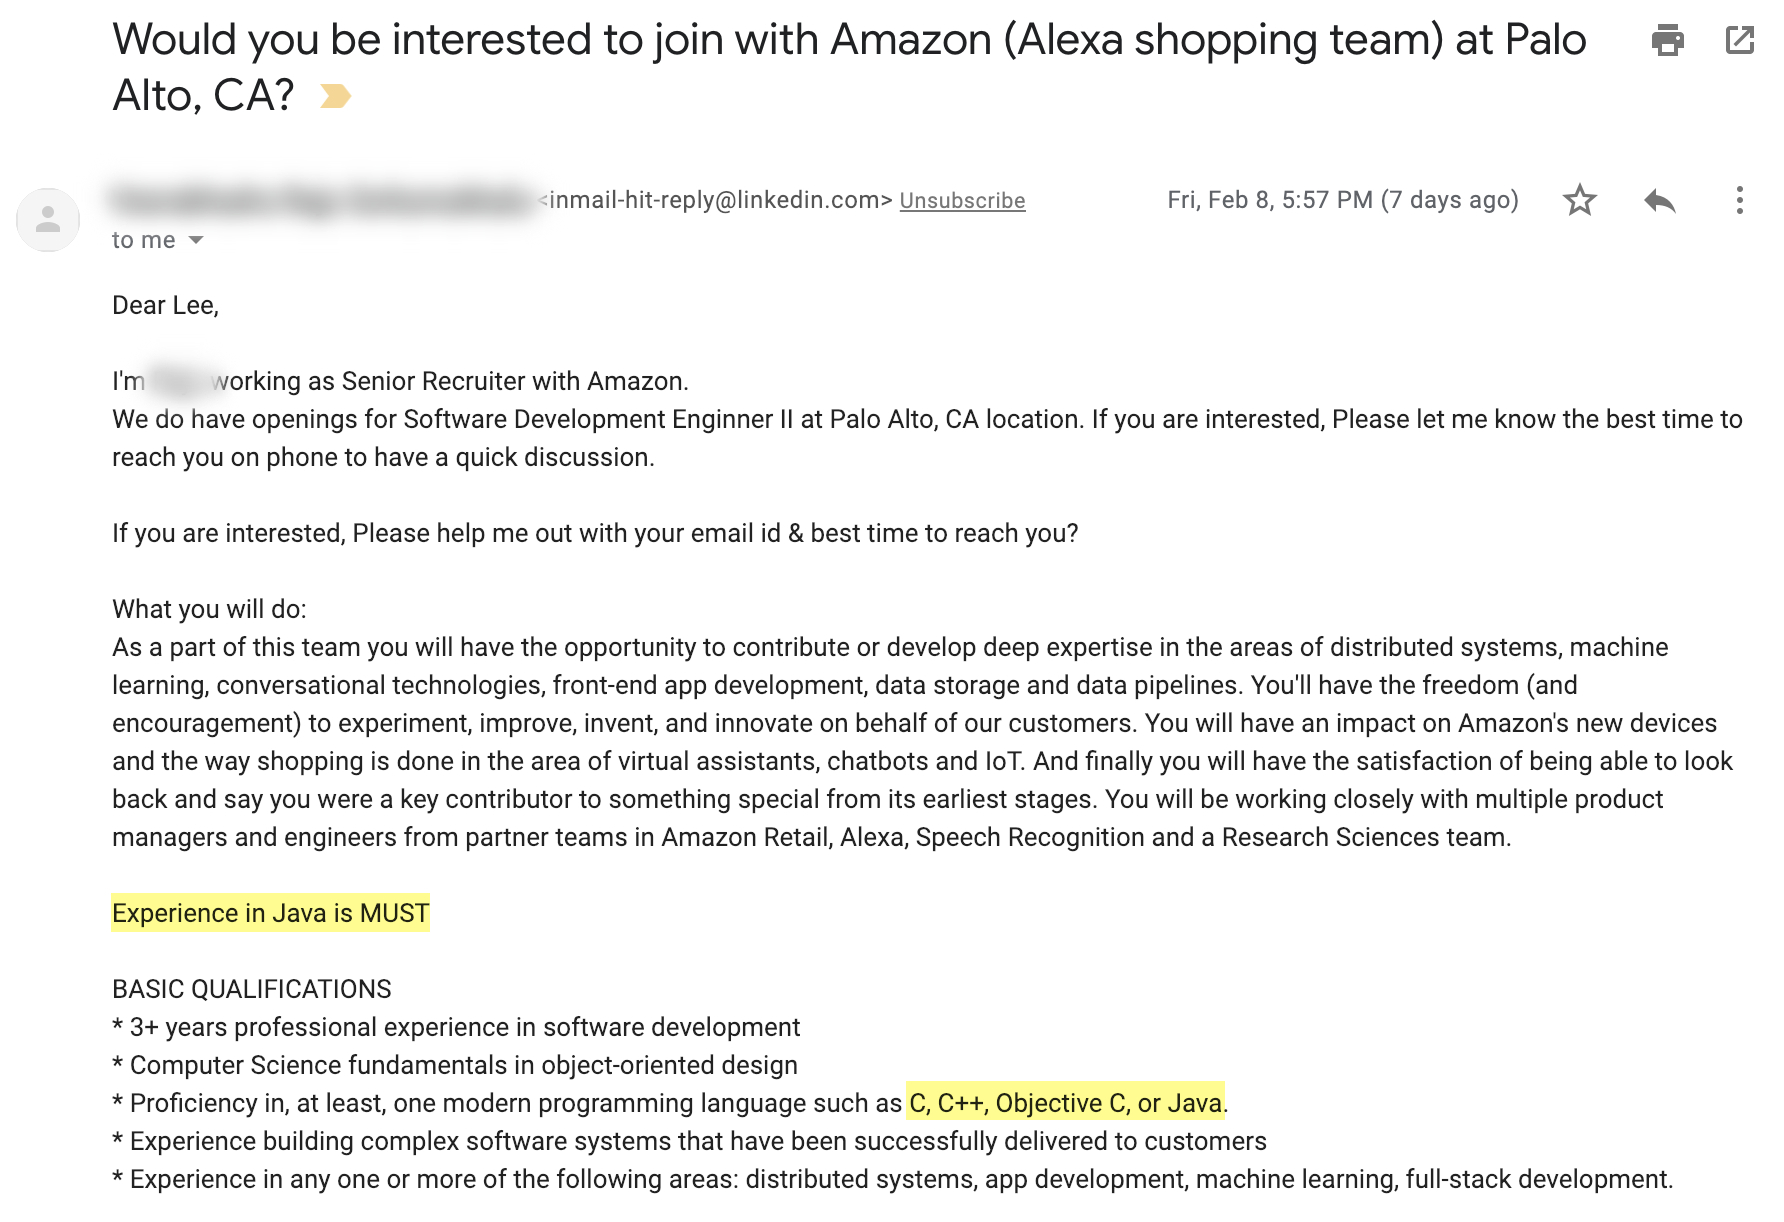 Would you be interested to join with Amazon (Alexa shopping team) at Palo
Alto, CA?
<inmail-hit-reply@linkedin.com> Unsubscribe
Fri, Feb 8, 5:57 PM (7 days ago)
to me
Dear Lee,
I'm working as Senior Recruiter with Amazon.
We do have openings for Software Development Enginner II at Palo Alto, CA location. If you are interested, Please let me know the best time to
reach you on phone to have a quick discussion.
If you are interested, Please help me out with your email id & best time to reach you?
What you will do:
As a part of this team you will have the opportunity to contribute or develop deep expertise in the areas of distributed systems, machine
learning, conversational technologies, front-end app development, data storage and data pipelines. You'll have the freedom (and
encouragement) to experiment, improve, invent, and innovate on behalf of our customers. You will have an impact on Amazon's new devices
and the way shopping is done in the area of virtual assistants, chatbots and IoT. And finally you will have the satisfaction of being able to look
back and say you were a key contributor to something special from its earliest stages. You will be working closely with multiple product
managers and engineers from partner teams in Amazon Retail, Alexa, Speech Recognition and a Research Sciences team.
Experience in Java is MUST
BASIC QUALIFICATIONS
* 3+ years professional experience in software development
* Computer Science fundamentals in object-oriented design
* Proficiency in, at least, one modern programming language such as C, C++, Objective C, or Java.
* Experience building complex software systems that have been successfully delivered to customers
* Experience in any one or more of the following areas: distributed systems, app development, machine learning, full-stack development.